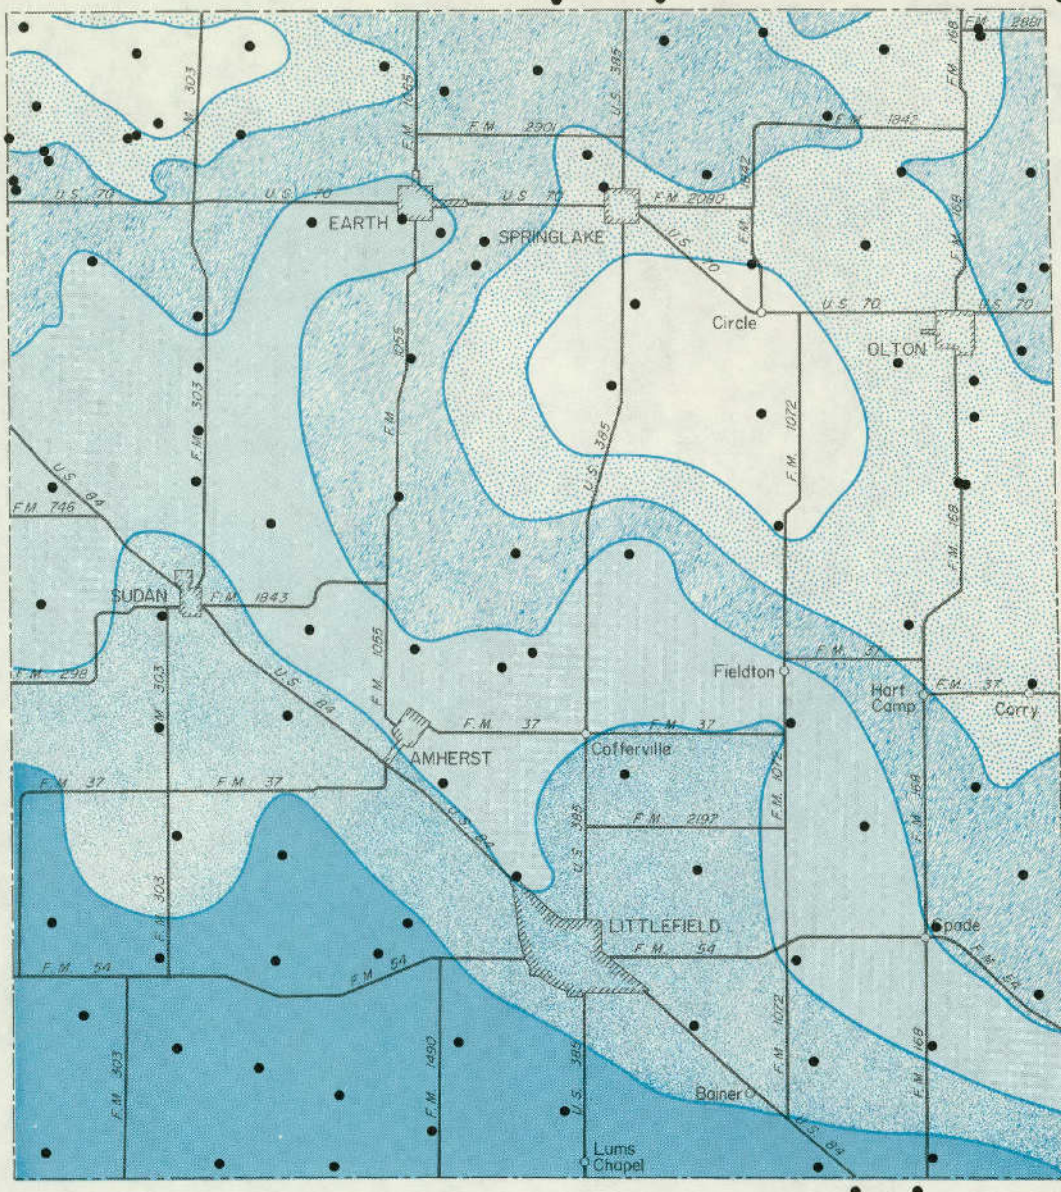 F.M. 2881
M. 303
F. M. 1055
U.S. 385
F.M. 168
F. M. 2901
F. M. 1842
1842
U.S. 70
U.S. 70
U.S. 70
F. M. 2080
F. M.
F. M. 168
EARTH
SPRINGLAKE
U.S. 70
U.S. 70
U.S. 70
Circle
OLTON
F. M. 1055
F. M. 303
F. M. 1072
U.S. 385
U.S. 84
F. M. 746
F. M. 168
SUDAN
F. M. 1843
F. M. 1055
F. M. 298
M. 303
U.S. 84
Fieldton
F. M. 37
Hart
Camp
F. M. 37
Carry
F. M. 37
F. M. 37
Cofferville
AMHERST
F. M. 1072
F. M. 37
F. M. 37
U.S. 84
U.S. 385
F. M. 2197
F. M. 168
F. M. 303
LITTLEFIELD
Spade
F. M. 54
F. M. 54
F. M. 54
F. M. 54
F. M. 303
F. M. 1490
U.S. 385
F. M. 1072
F. M. 168
Bainer
U.S. 84
Lums
Chapel